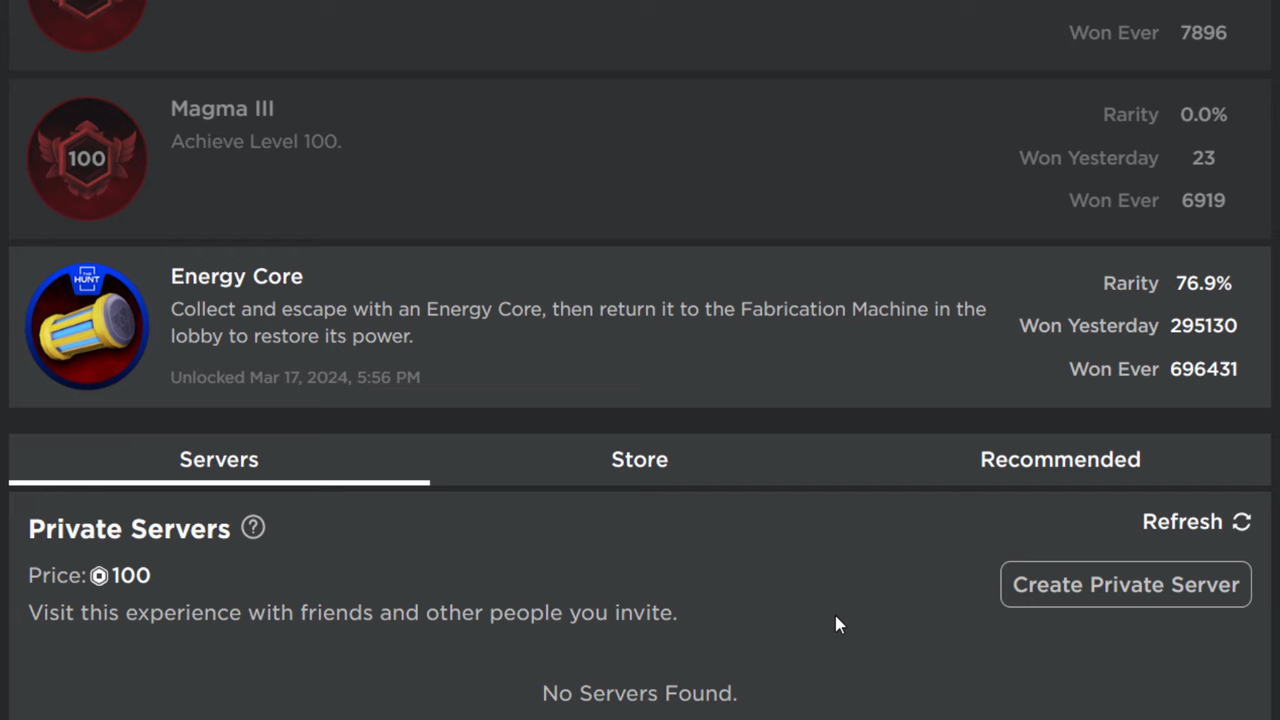 Won Ever 7896
Magma III
Rarity 0.0%
Achieve Level 100.
100
Won Yesterday 23
Won Ever 6919
THE HUNT
Energy Core
Rarity 76.9%
Collect and escape with an Energy Core, then return it to the Fabrication Machine in the
lobby to restore its power.
Won Yesterday 295130
Unlocked Mar 17, 2024, 5:56 PM
Won Ever 696431
Servers
Store
Recommended
Private Servers ?
Refresh
Price: 100
Create Private Server
Visit this experience with friends and other people you invite.
No Servers Found.